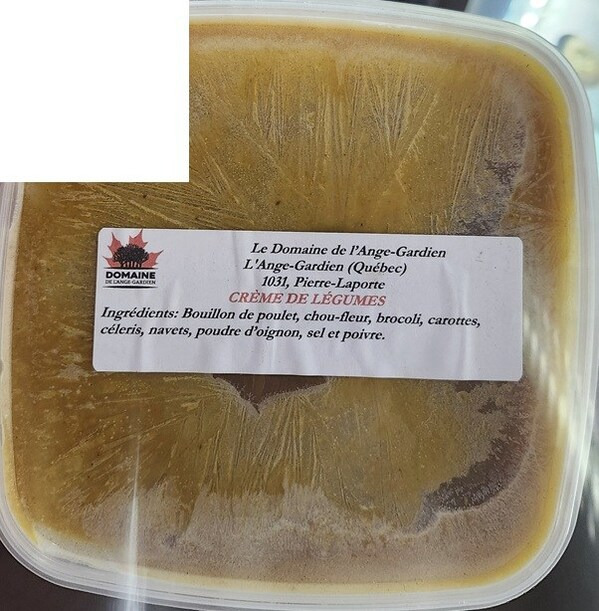 DOMAINE
DE L'ANGE-GARDIEN
Le Domaine de l'Ange-Gardien
L'Ange-Gardien (Québec)
1031, Pierre-Laporte
CRÈME DE LÉGUMES
Ingrédients: Bouillon de poulet, chou-fleur, brocoli, carottes,
céleris, navets, poudre d'oignon, sel et poivre.